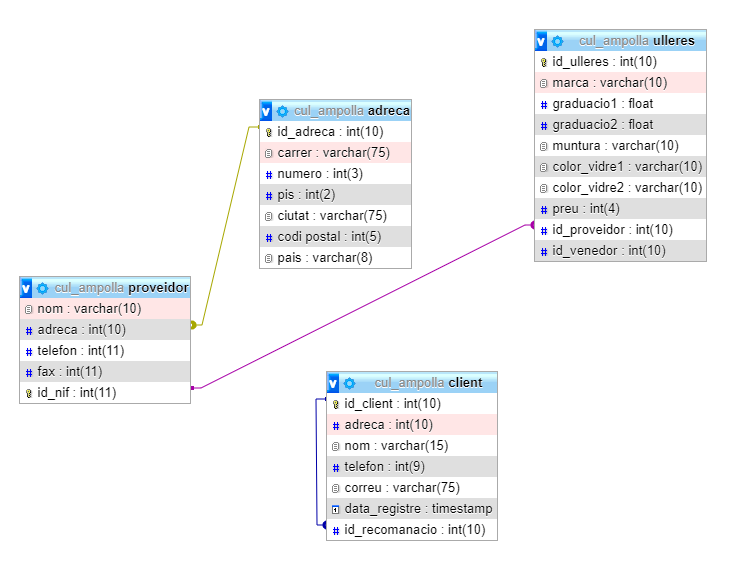 cul_ampolla ulleres
id_ulleres : int(10)
marca : varchar(10)
graduacio1 : float
graduacio2 : float
muntura : varchar(10)
color_vidre1 : varchar(10)
color_vidre2 : varchar(10)
preu : int(4)
id_proveidor : int(10)
id_venedor : int(10)
cul_ampolla adreca
id_adreca : int(10)
carrer : varchar(75)
numero : int(3)
pis : int(2)
ciutat : varchar(75)
codi postal : int(5)
pais : varchar(8)
cul_ampolla proveidor
nom : varchar(10)
adreca : int(10)
telefon : int(11)
fax : int(11)
id_nif : int(11)
cul_ampolla client
id_client : int(10)
adreca : int(10)
nom : varchar(15)
telefon : int(9)
correu : varchar(75)
data_registre : timestamp
id_recomanacio : int(10)